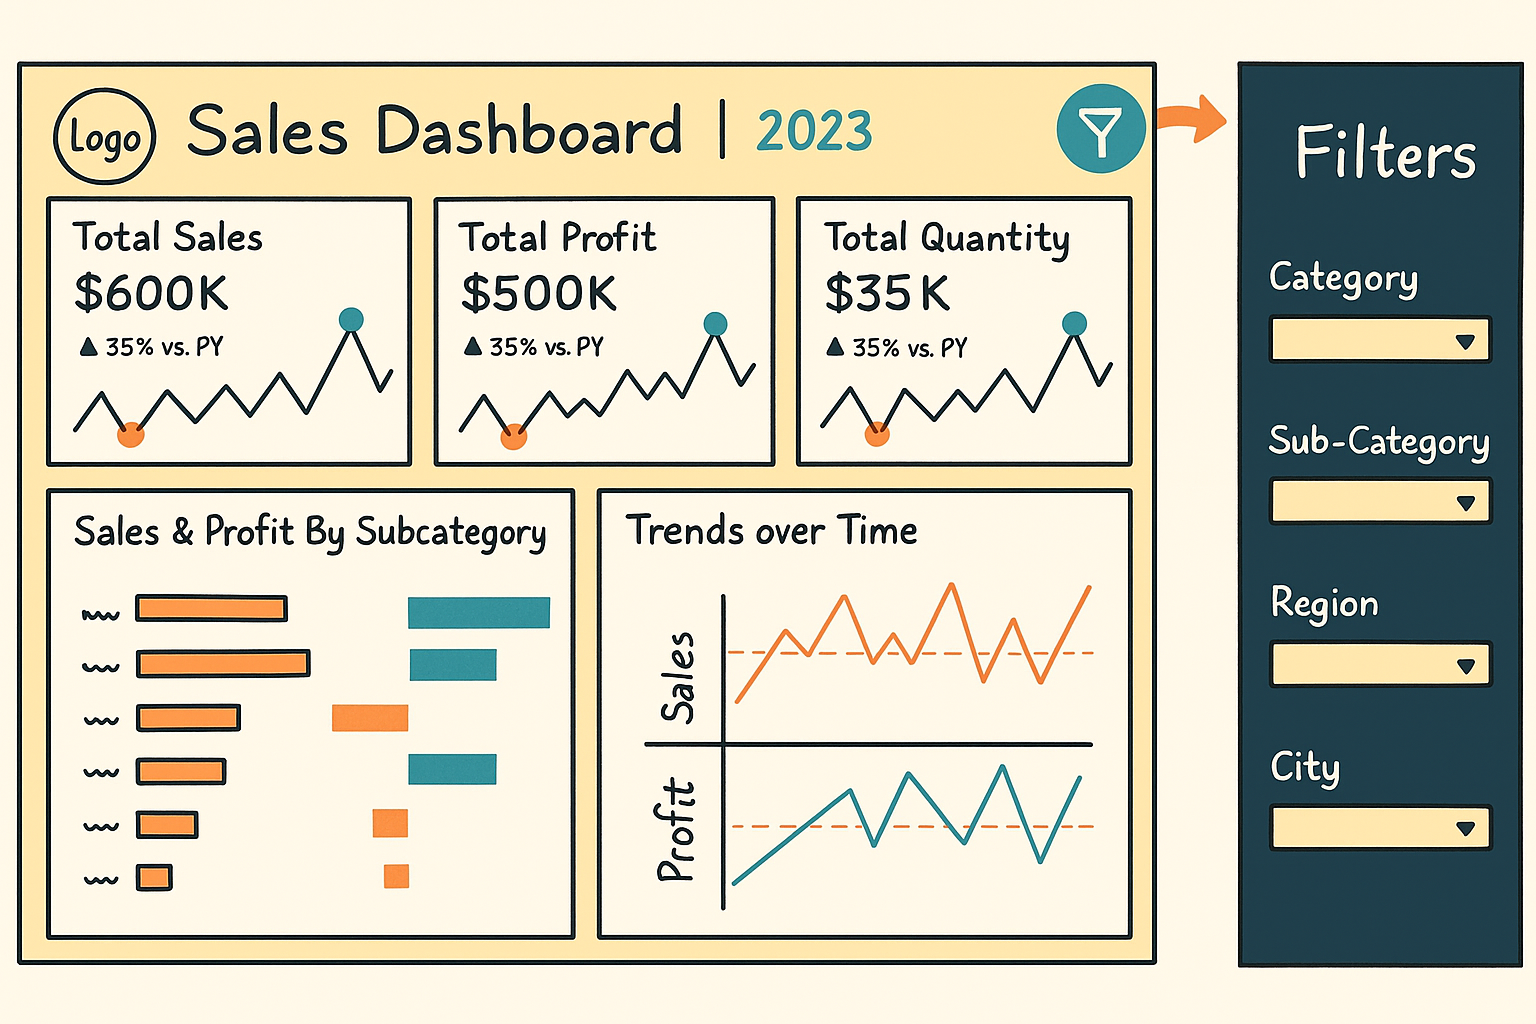 Logo
Sales Dashboard | 2023
Total Sales
$600K
▲ 35% vs. PY
Total Profit
$500K
▲ 35% vs. PY
Total Quantity
$35K
▲ 35% vs. PY
Sales & Profit By Subcategory
Trends over Time
Sales
Profit
Filters
Category
Sub-Category
Region
City